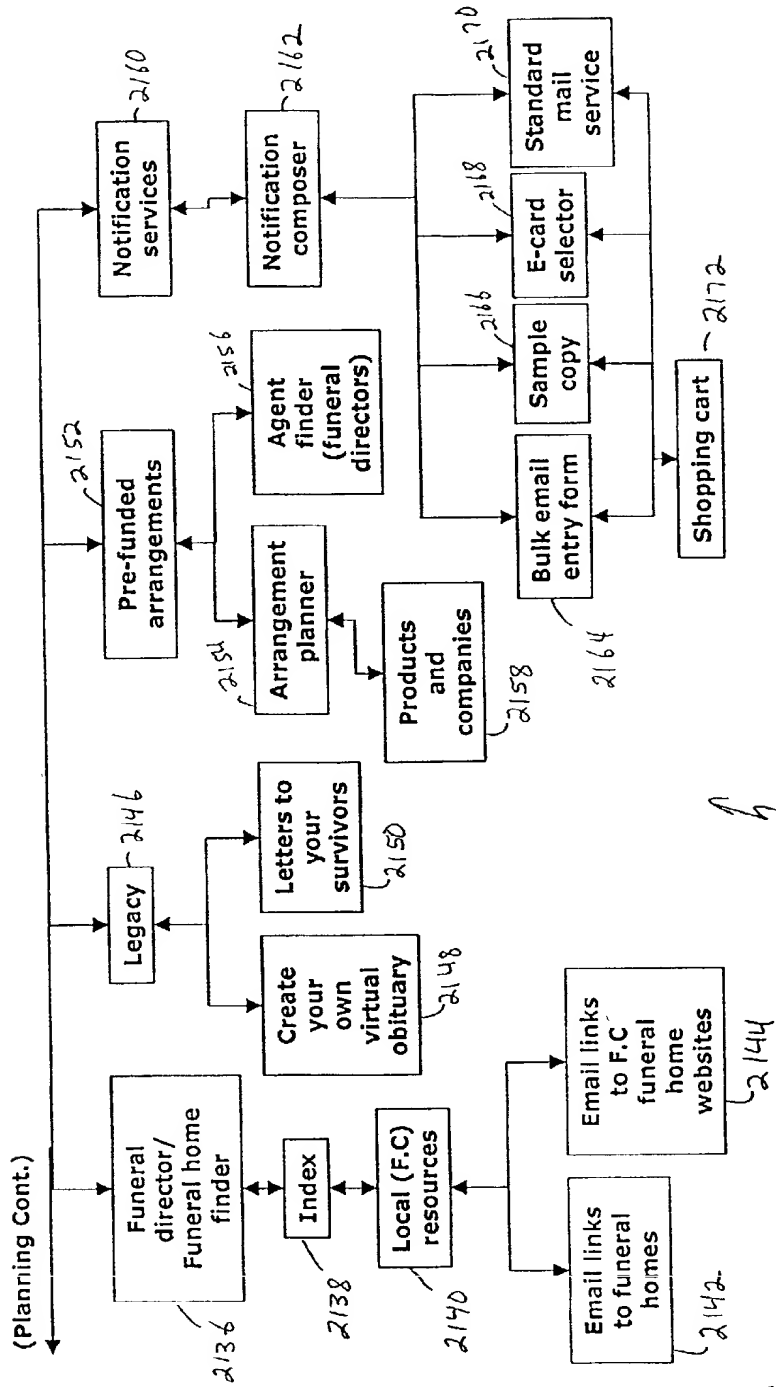 (Planning Cont.)
Funeral
director/
Funeral home
finder
2136
Index
2138
Local (F.C)
resources
2140
Email links
to funeral
homes
2142
Email links
to F.C
funeral
home
websites
2144
Legacy
2146
Create
your
own
virtual
obituary
2148
Letters to
your
survivors
2150
Pre-funded
arrangements
2152
Arrangement
planner
2154
Agent
finder
(funeral
directors)
2156
Products
and
companies
2158
Notification
services
2160
Notification
composer
2162
Bulk email
entry form
2164
Sample
copy
2166
E-card
selector
2168
Standard
mail
service
2170
Shopping cart
2172